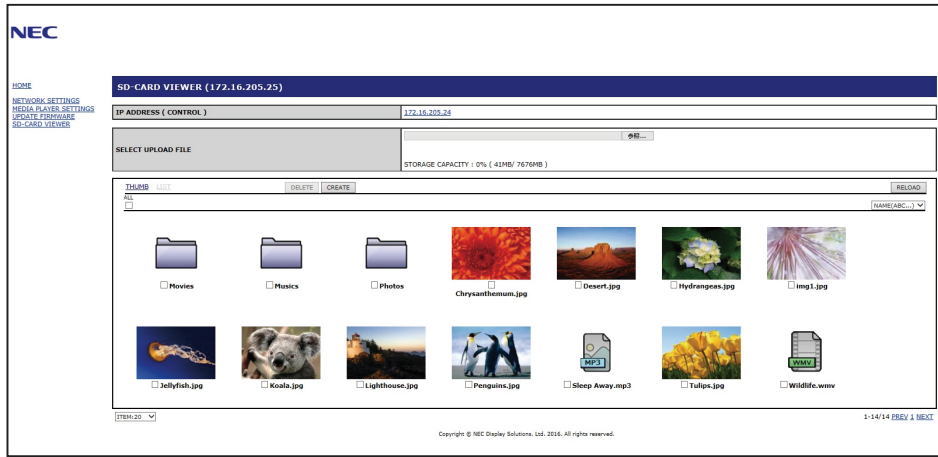 NEC
HOME
NETWORK SETTINGS
MEDIA PLAYER SETTINGS
UPDATE FIRMWARE
SD-CARD VIEWER
SD-CARD VIEWER (172.16.205.25)
IP ADDRESS ( CONTROL ) 172.16.205.24
SELECT UPLOAD FILE 参照...
STORAGE CAPACITY : 0% ( 41MB/ 7676MB )
THUMB LIST DELETE CREATE RELOAD
ALL
NAME(ABC...)
Movies Musics Photos Chrysanthemum.jpg Desert.jpg Hydrangeas.jpg img1.jpg
MP3 WMV
Jellyfish.jpg Koala.jpg Lighthouse.jpg Penguins.jpg Sleep Away.mp3 Tulips.jpg Wildlife.wmv
ITEM:20 1-14/14 PREV 1 NEXT
Copyright © NEC Display Solutions, Ltd. 2016. All rights reserved.